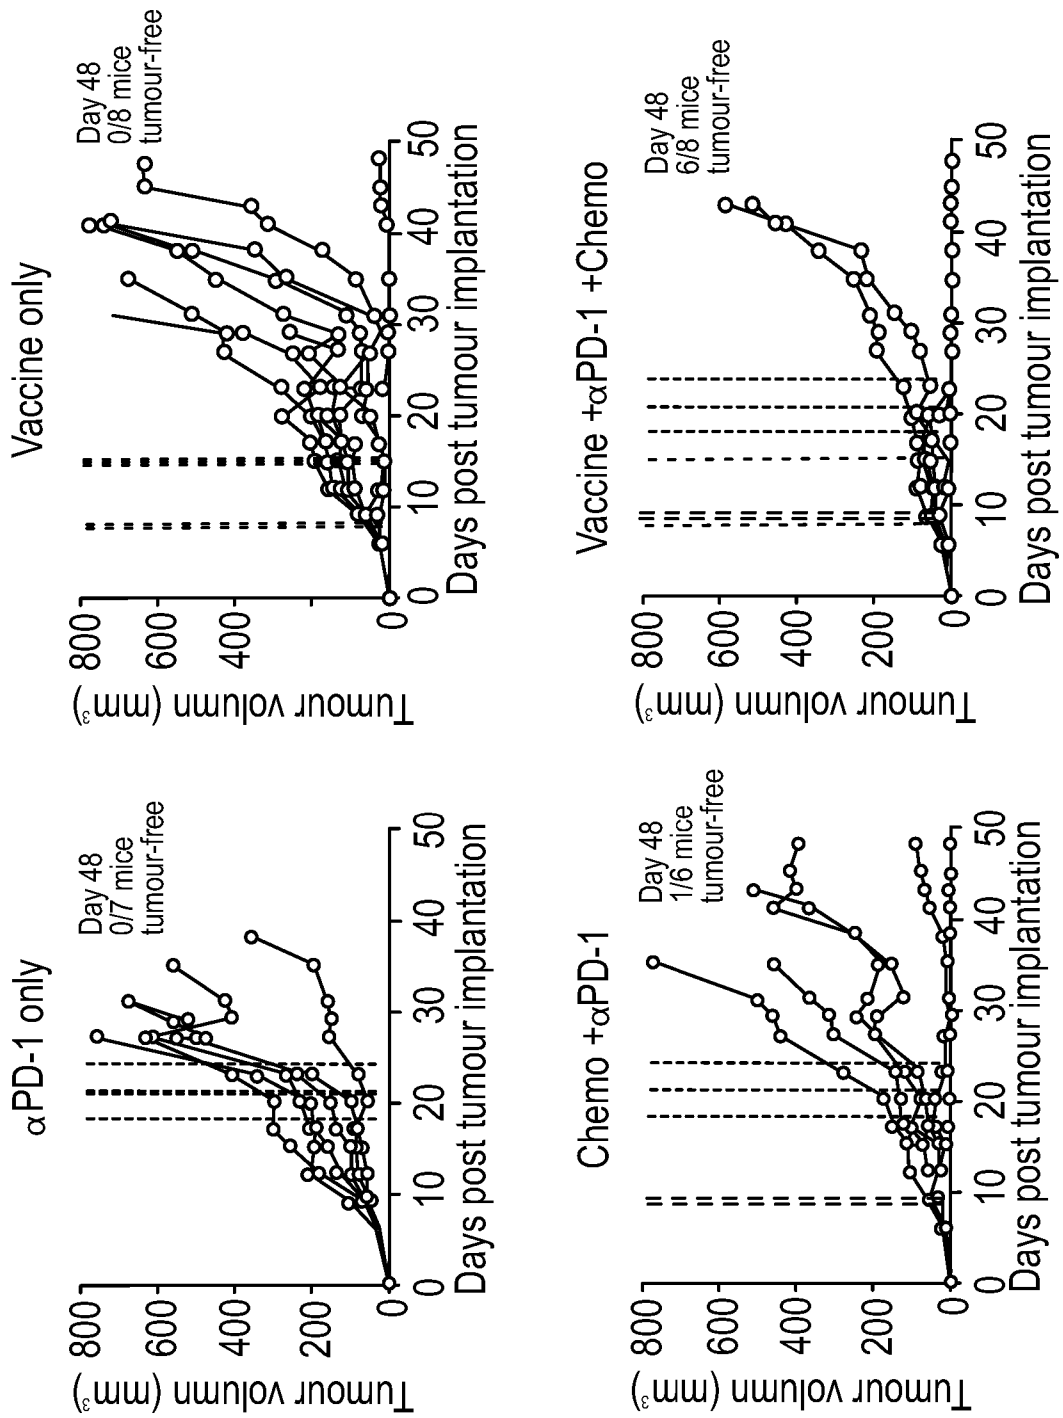 αPD-1 only
Tumour volumn (mm³)
800
600
400
200
0
Day 48
0/7 mice
tumour-free
0 10 20 30 40 50
Days post tumour implantation
Vaccine only
Tumour volumn (mm³)
800
600
400
200
0
Day 48
0/8 mice
tumour-free
0 10 20 30 40 50
Days post tumour implantation
Chemo +αPD-1
Tumour volumn (mm³)
800
600
400
200
0
Day 48
1/6 mice
tumour-free
0 10 20 30 40 50
Days post tumour implantation
Vaccine +αPD-1 +Chemo
Tumour volumn (mm³)
800
600
400
200
0
Day 48
6/8 mice
tumour-free
0 10 20 30 40 50
Days post tumour implantation